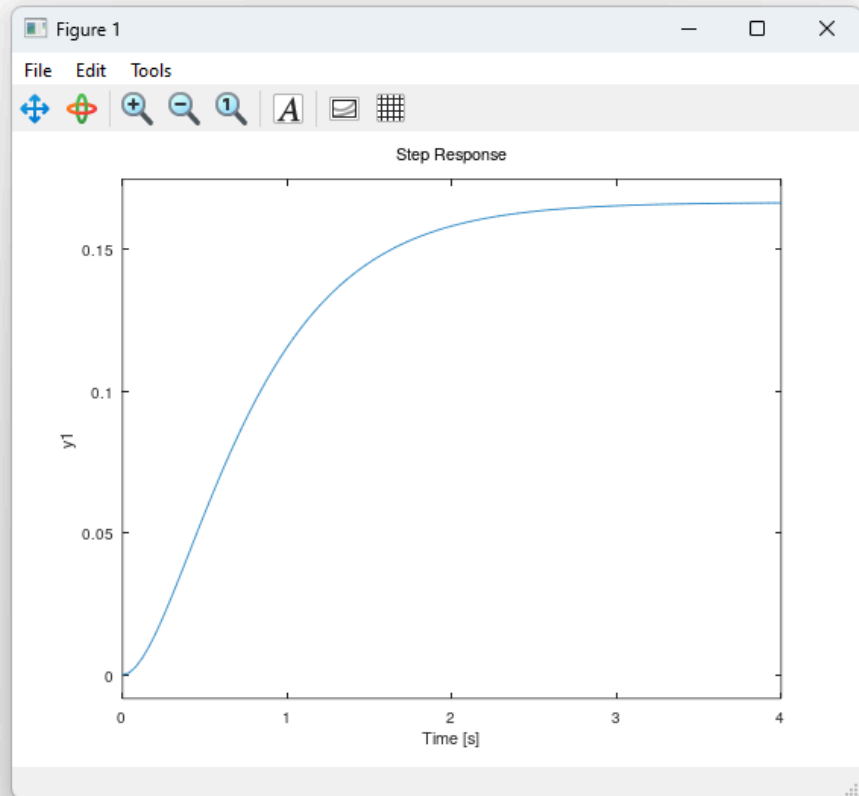 Figure 1
File Edit Tools
A
Step Response
0.15
0.1
0.05
0
y1
0 1 2 3 4
Time [s]